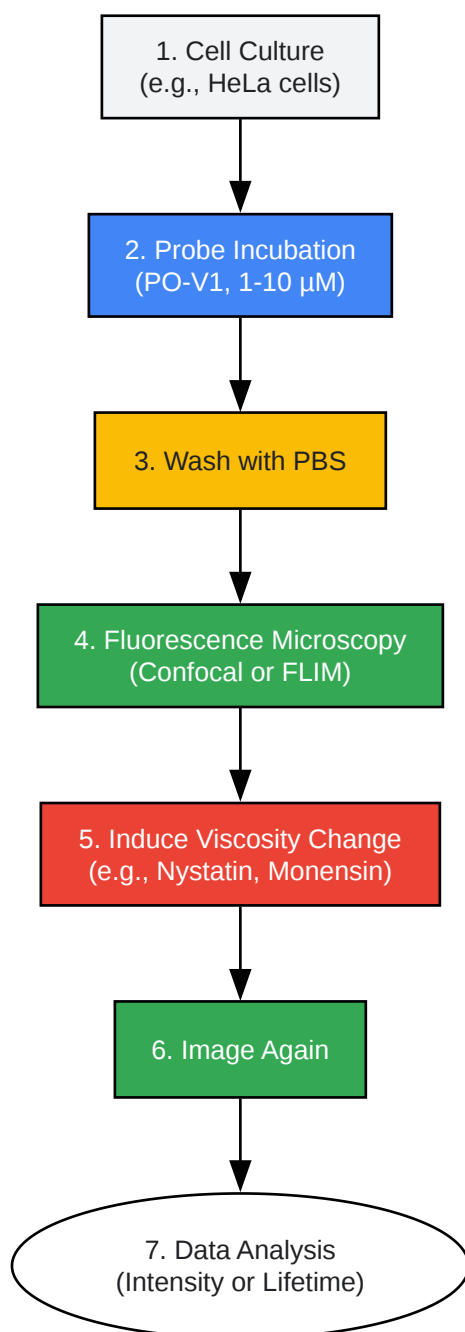 1. Cell Culture
(e.g., HeLa cells)
2. Probe Incubation
(PO-V1, 1-10 µM)
3. Wash with PBS
4. Fluorescence Microscopy
(Confocal or FLIM)
5. Induce Viscosity Change
(e.g., Nystatin, Monensin)
6. Image Again
7. Data Analysis
(Intensity or Lifetime)